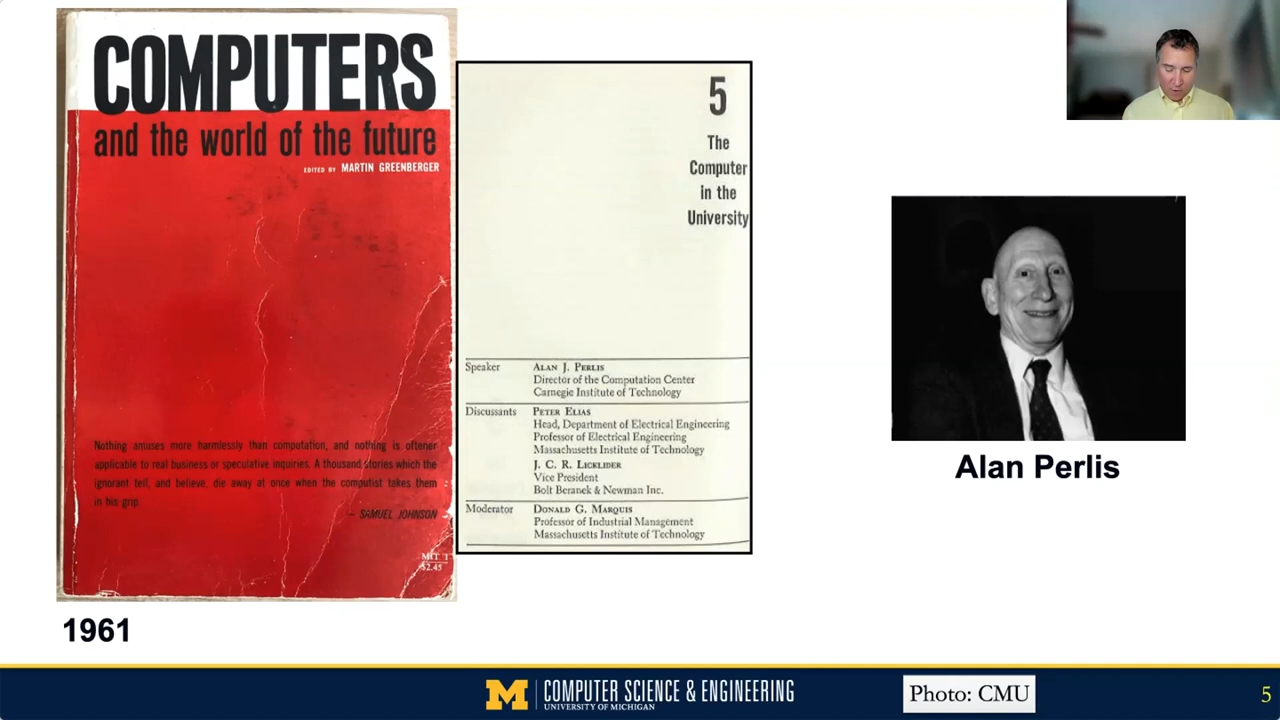 COMPUTERS
and the world of the future
EDITED BY MARTIN GREENBERGER
Nothing amuses more harmlessly than computation, and nothing is oftener
applicable to real business or speculative inquiries. A thousand stories which the
ignorant tell, and believe, die away at once when the computist takes them
in his grip.
— SAMUEL JOHNSON
MIT 1
$2.45
1961
5
The
Computer
in the
University
Speaker ALAN J. PERLIS
Director of the Computation Center
Carnegie Institute of Technology
Discussants PETER ELIAS
Head, Department of Electrical Engineering
Professor of Electrical Engineering
Massachusetts Institute of Technology
J. C. R. LICKLIDER
Vice President
Bolt Beranek & Newman Inc.
Moderator DONALD G. MARQUIS
Professor of Industrial Management
Massachusetts Institute of Technology
Alan Perlis
M COMPUTER SCIENCE & ENGINEERING
UNIVERSITY OF MICHIGAN
Photo: CMU
5